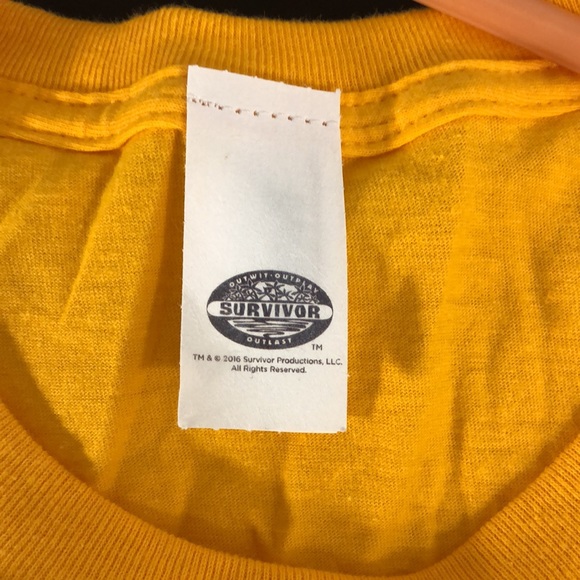 OUTWIT • OUTPLAY
SURVIVOR
OUTLAST
TM
TM & © 2016 Survivor Productions, LLC.
All Rights Reserved.